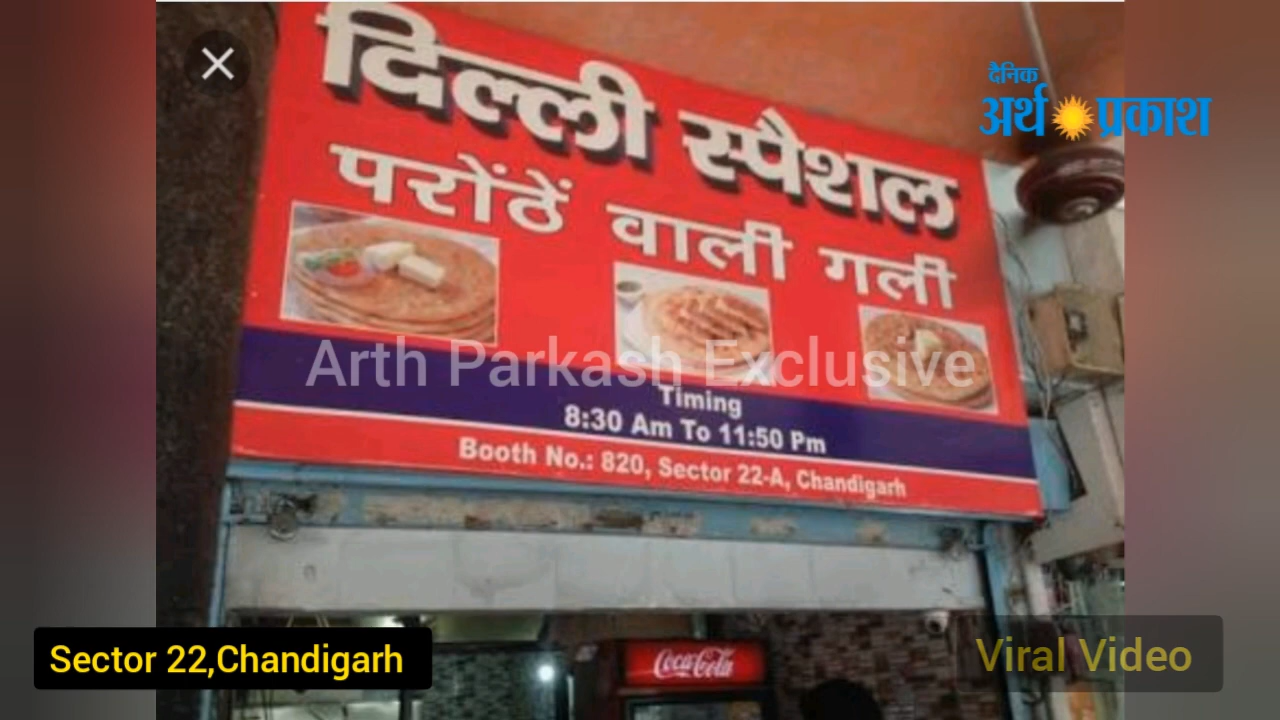 दिल्ली स्पैशल
परोंठें वाली गली
Timing
8:30 Am To 11:50 Pm
Booth No.: 820, Sector 22-A, Chandigarh
Coca-Cola
दैनिक
अर्थ प्रकाश
Arth Parkash Exclusive
Sector 22,Chandigarh
Viral Video